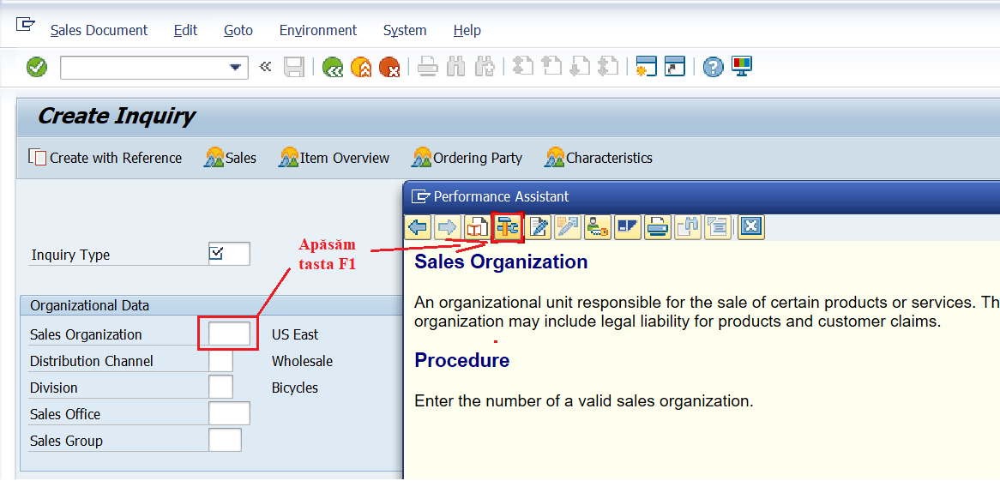 Sales Document Edit Goto Environment System Help
Create Inquiry
Create with Reference Sales Item Overview Ordering Party Characteristics
Performance Assistant
Inquiry Type
Apăsăm
tasta F1
Sales Organization
An organizational unit responsible for the sale of certain products or services. Th
organization may include legal liability for products and customer claims.
Procedure
Enter the number of a valid sales organization.
Organizational Data
Sales Organization US East
Distribution Channel Wholesale
Division Bicycles
Sales Office
Sales Group